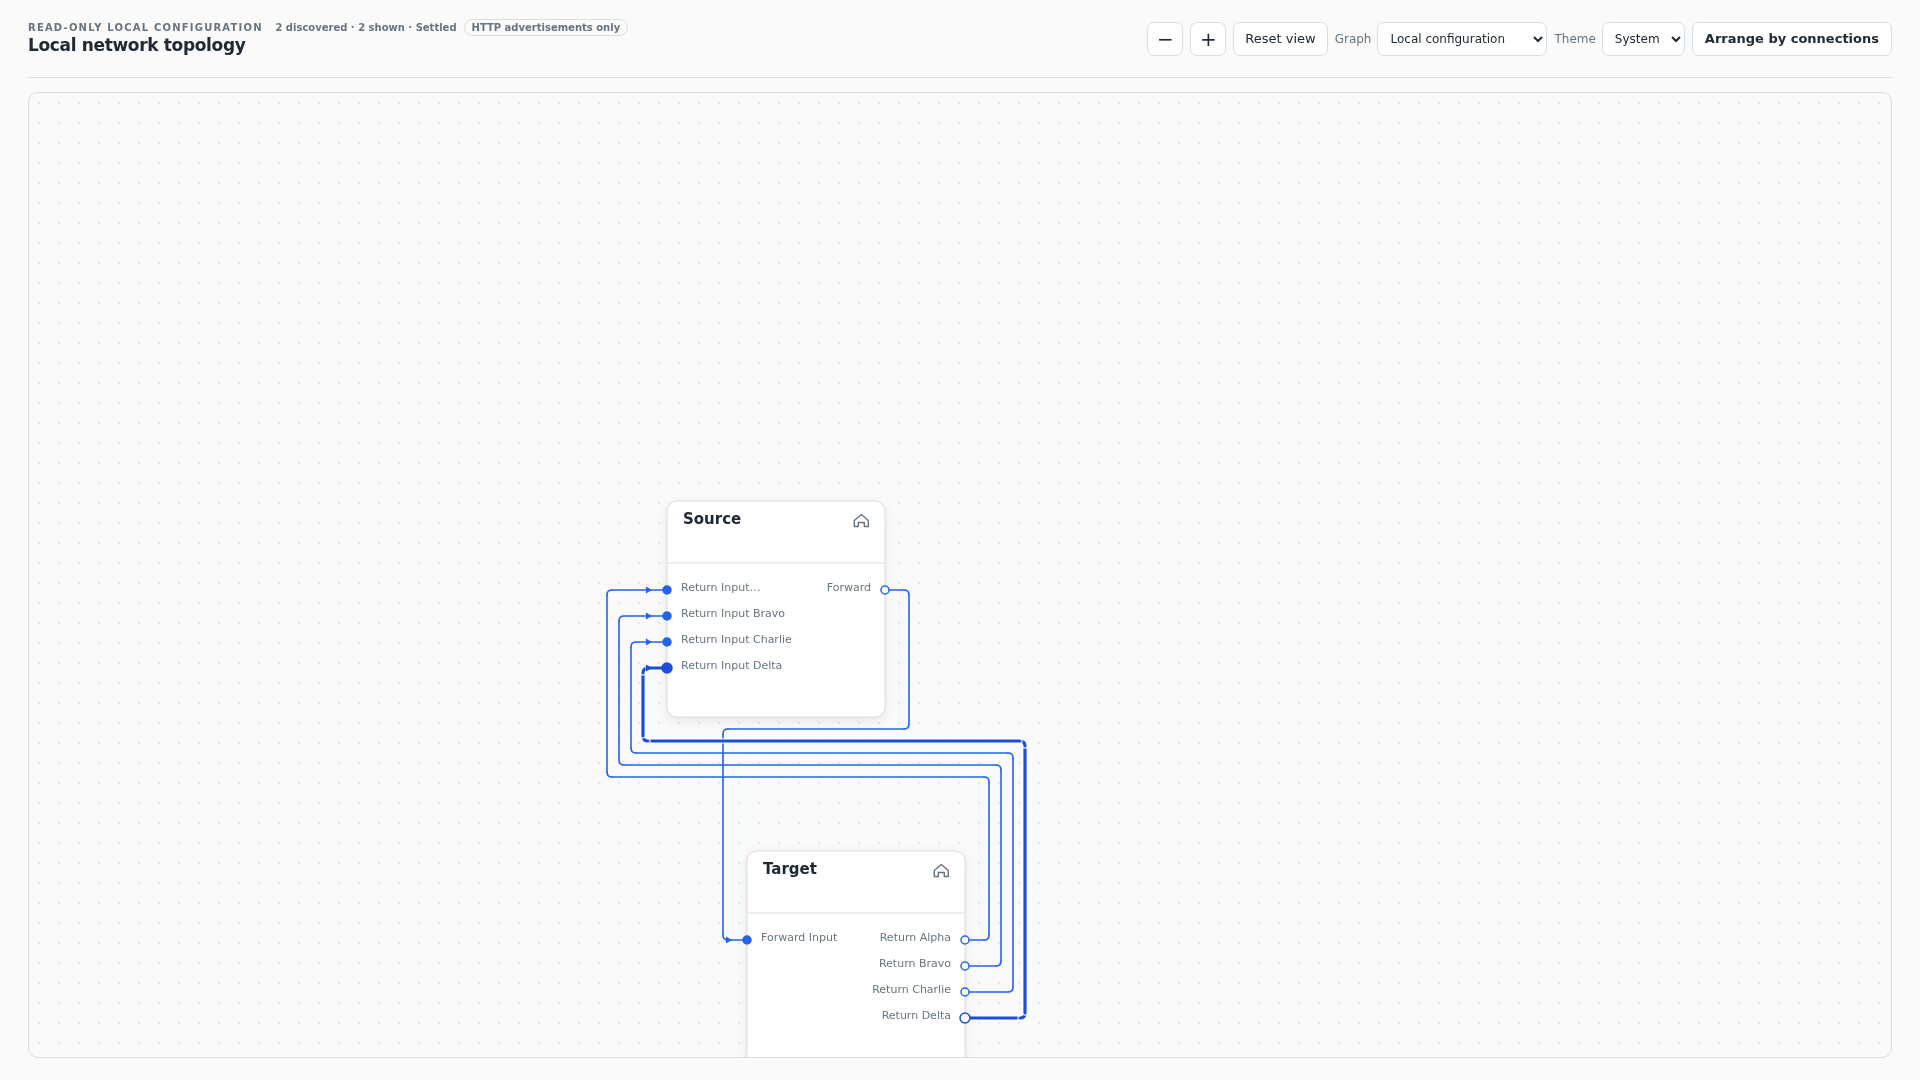 READ-ONLY LOCAL CONFIGURATION 2 discovered · 2 shown · Settled HTTP advertisements only
Local network topology
− + Reset view Graph Local configuration Theme System Arrange by connections
Source
Return Input… Forward
Return Input Bravo
Return Input Charlie
Return Input Delta
Target
Forward Input Return Alpha
Return Bravo
Return Charlie
Return Delta